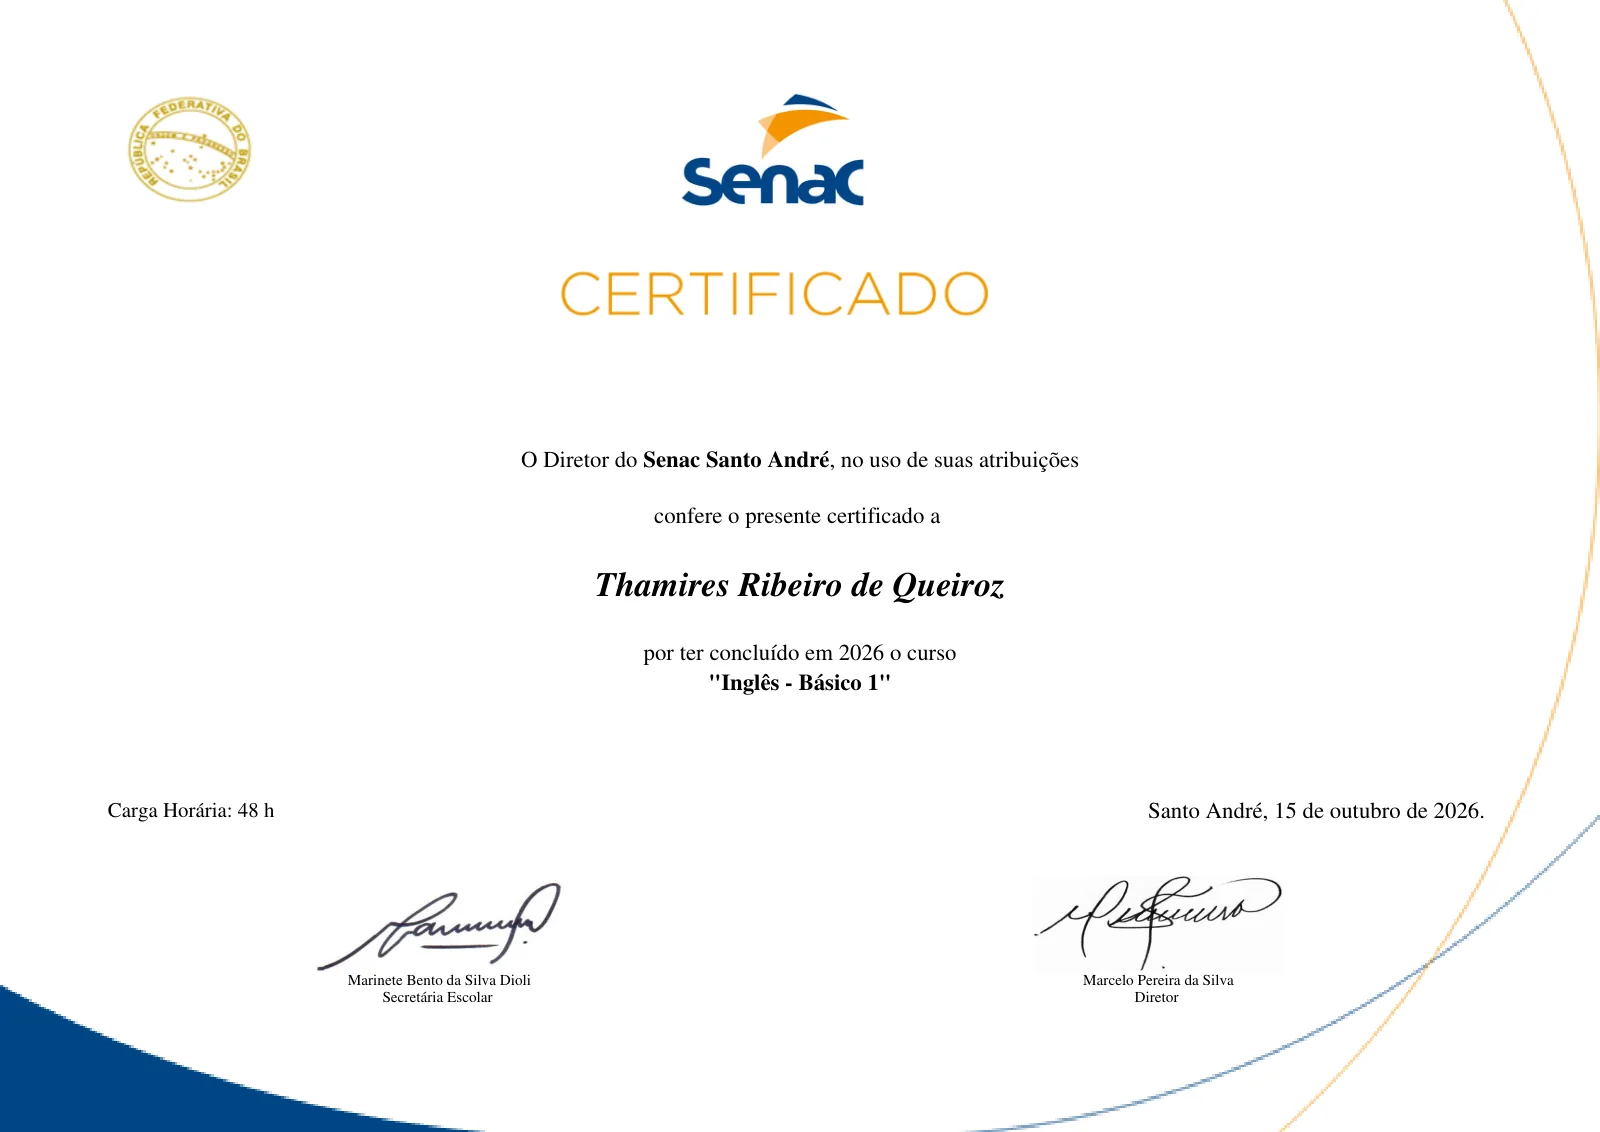 REPÚBLICA FEDERATIVA DO BRASIL
Senac
CERTIFICADO
O Diretor do Senac Santo André, no uso de suas atribuições
confere o presente certificado a
Thamires Ribeiro de Queiroz
por ter concluído em 2026 o curso
"Inglês - Básico 1"
Carga Horária: 48 h
Santo André, 15 de outubro de 2026.
Marinete Bento da Silva Dioli
Secretária Escolar
Marcelo Pereira da Silva
Diretor